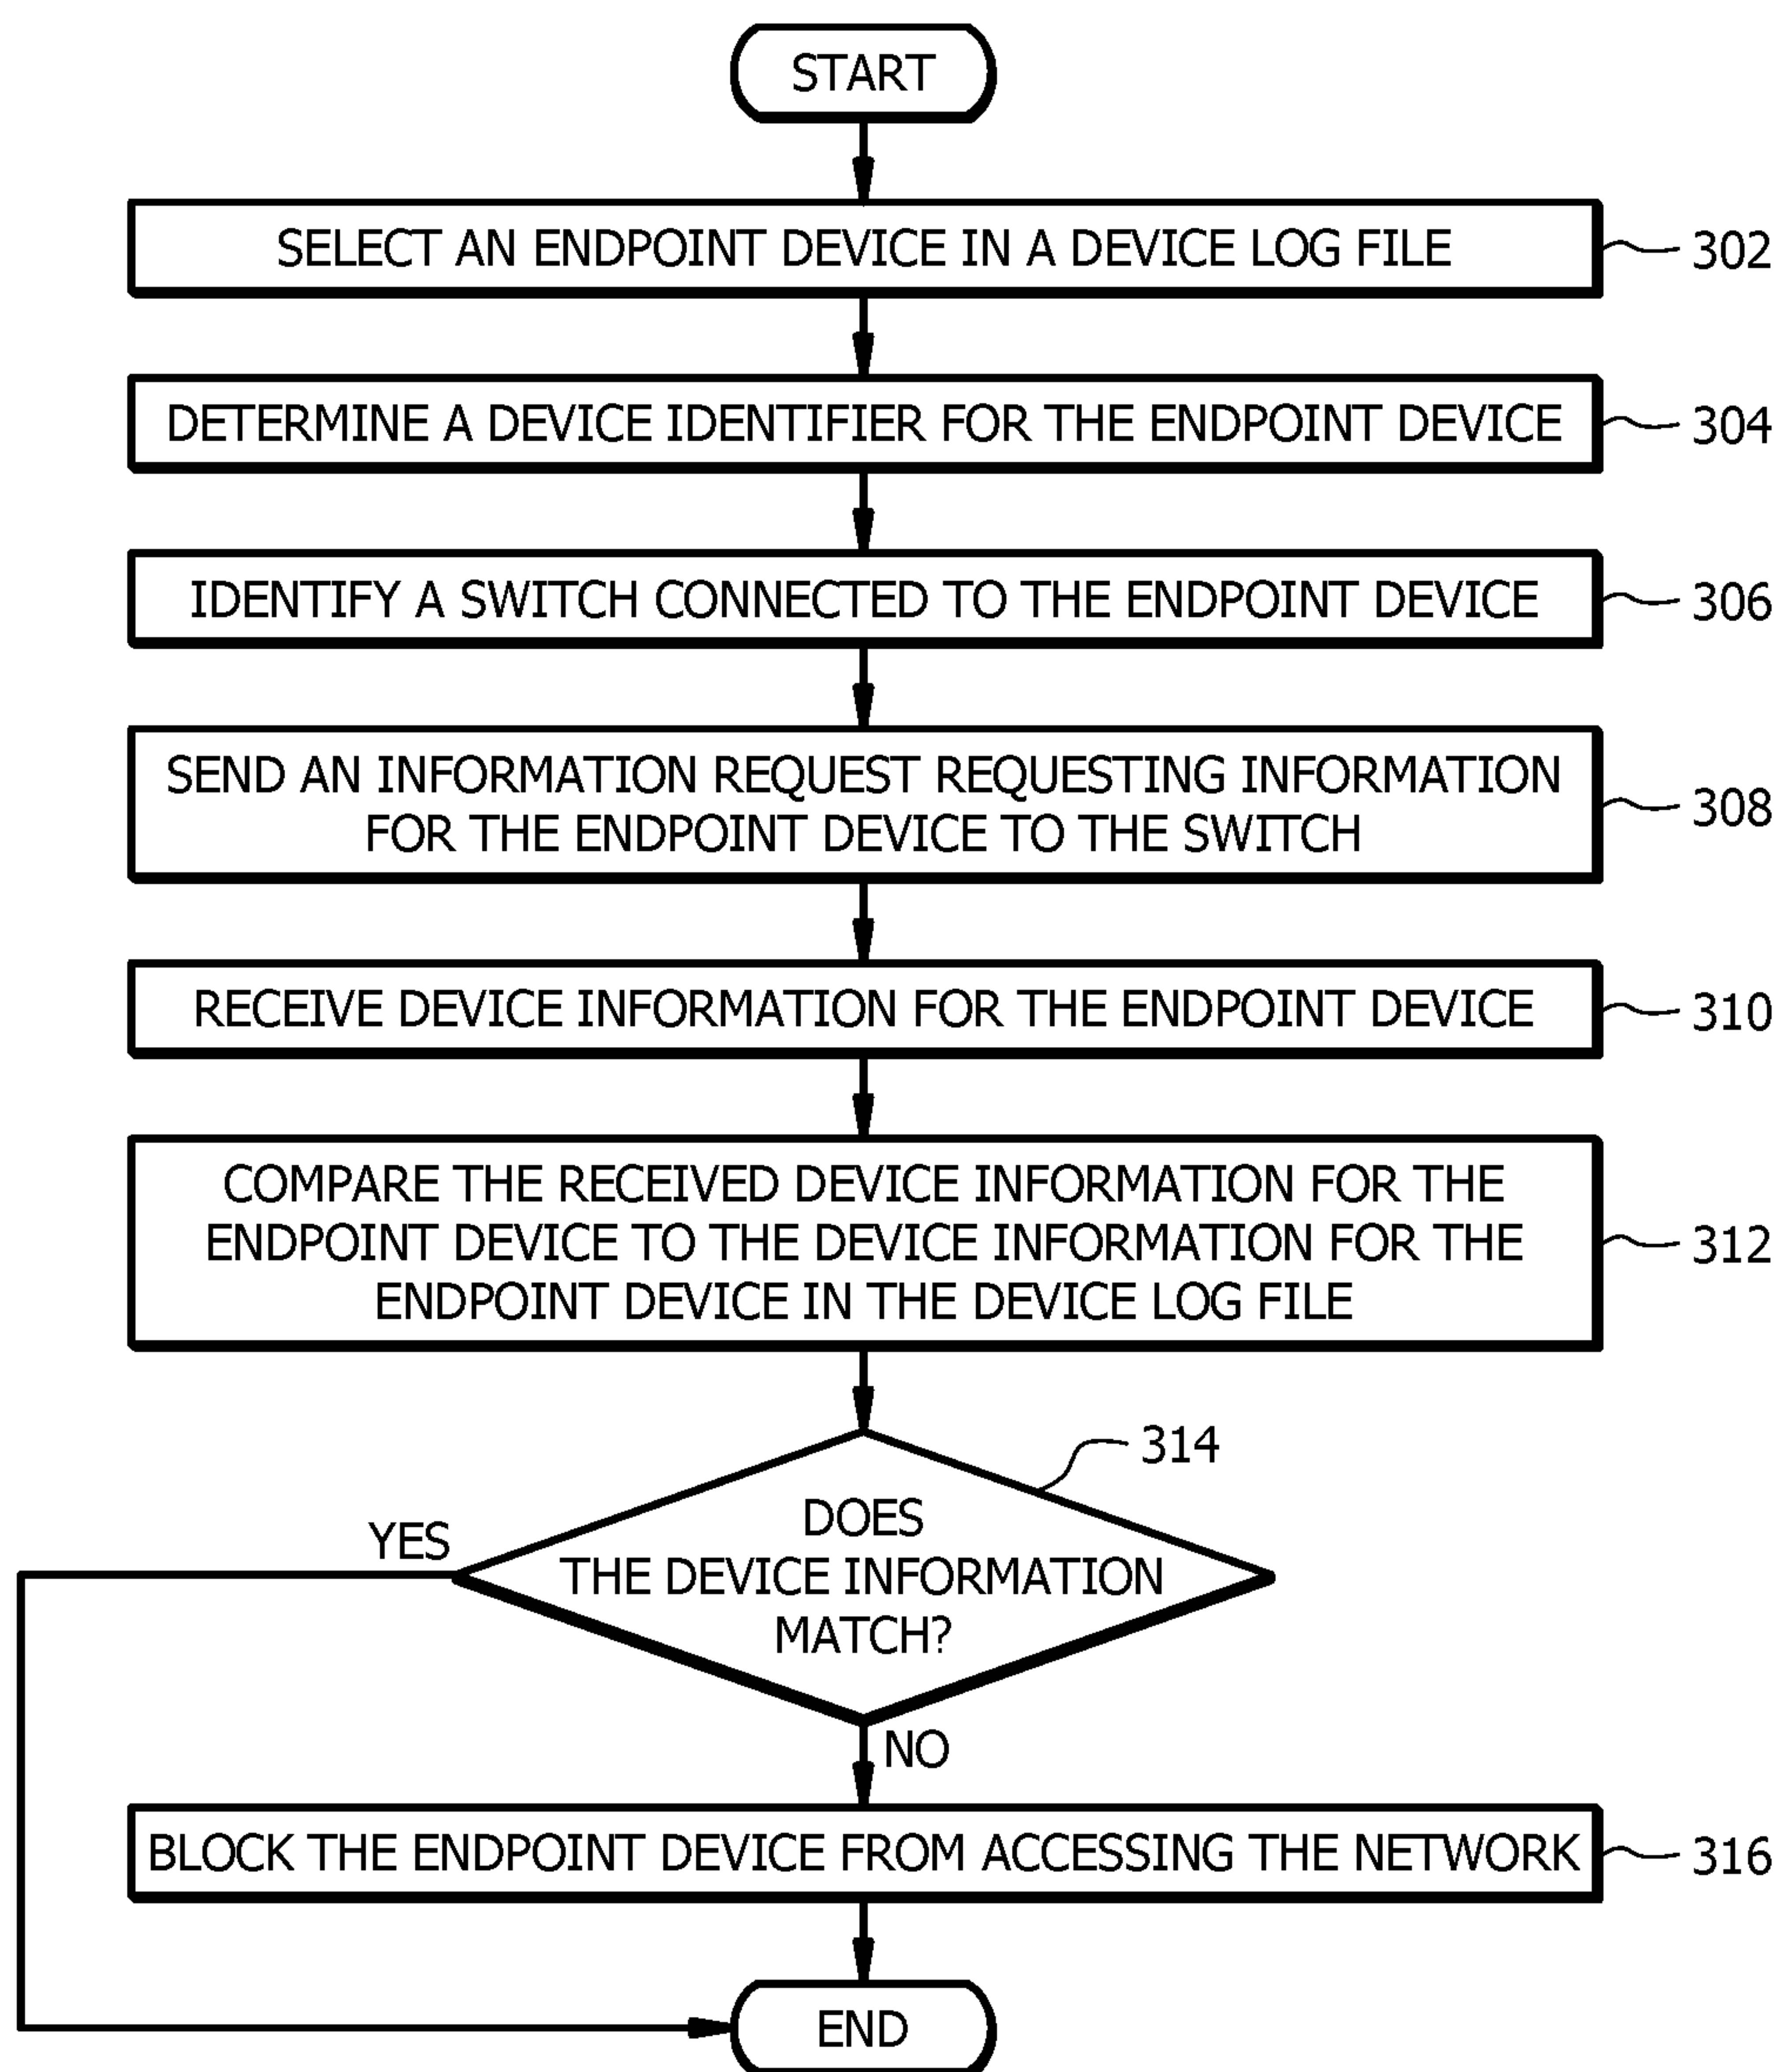 START
SELECT AN ENDPOINT DEVICE IN A DEVICE LOG FILE
302
DETERMINE A DEVICE IDENTIFIER FOR THE ENDPOINT DEVICE
304
IDENTIFY A SWITCH CONNECTED TO THE ENDPOINT DEVICE
306
SEND AN INFORMATION REQUEST REQUESTING INFORMATION
FOR THE ENDPOINT DEVICE TO THE SWITCH
308
RECEIVE DEVICE INFORMATION FOR THE ENDPOINT DEVICE
310
COMPARE THE RECEIVED DEVICE INFORMATION FOR THE
ENDPOINT DEVICE TO THE DEVICE INFORMATION FOR THE
ENDPOINT DEVICE IN THE DEVICE LOG FILE
312
314
DOES
THE DEVICE INFORMATION
MATCH?
YES
NO
BLOCK THE ENDPOINT DEVICE FROM ACCESSING THE NETWORK
316
END